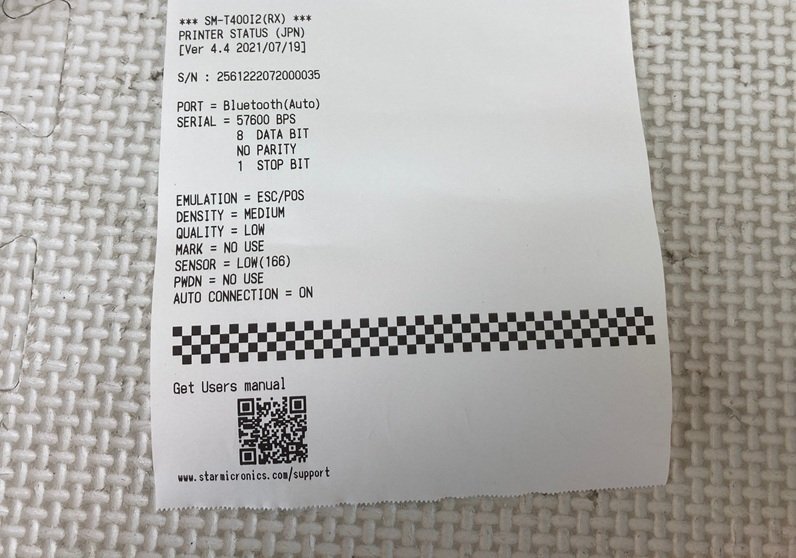 *** SM-T400I2(RX) ***
PRINTER STATUS (JPN)
[Ver 4.4 2021/07/19]
S/N : 2561222072000035
PORT = Bluetooth(Auto)
SERIAL = 57600 BPS
8 DATA BIT
NO PARITY
1 STOP BIT
EMULATION = ESC/POS
DENSITY = MEDIUM
QUALITY = LOW
MARK = NO USE
SENSOR = LOW(166)
PWDN = NO USE
AUTO CONNECTION = ON
Get Users manual
www.starmicronics.com/support